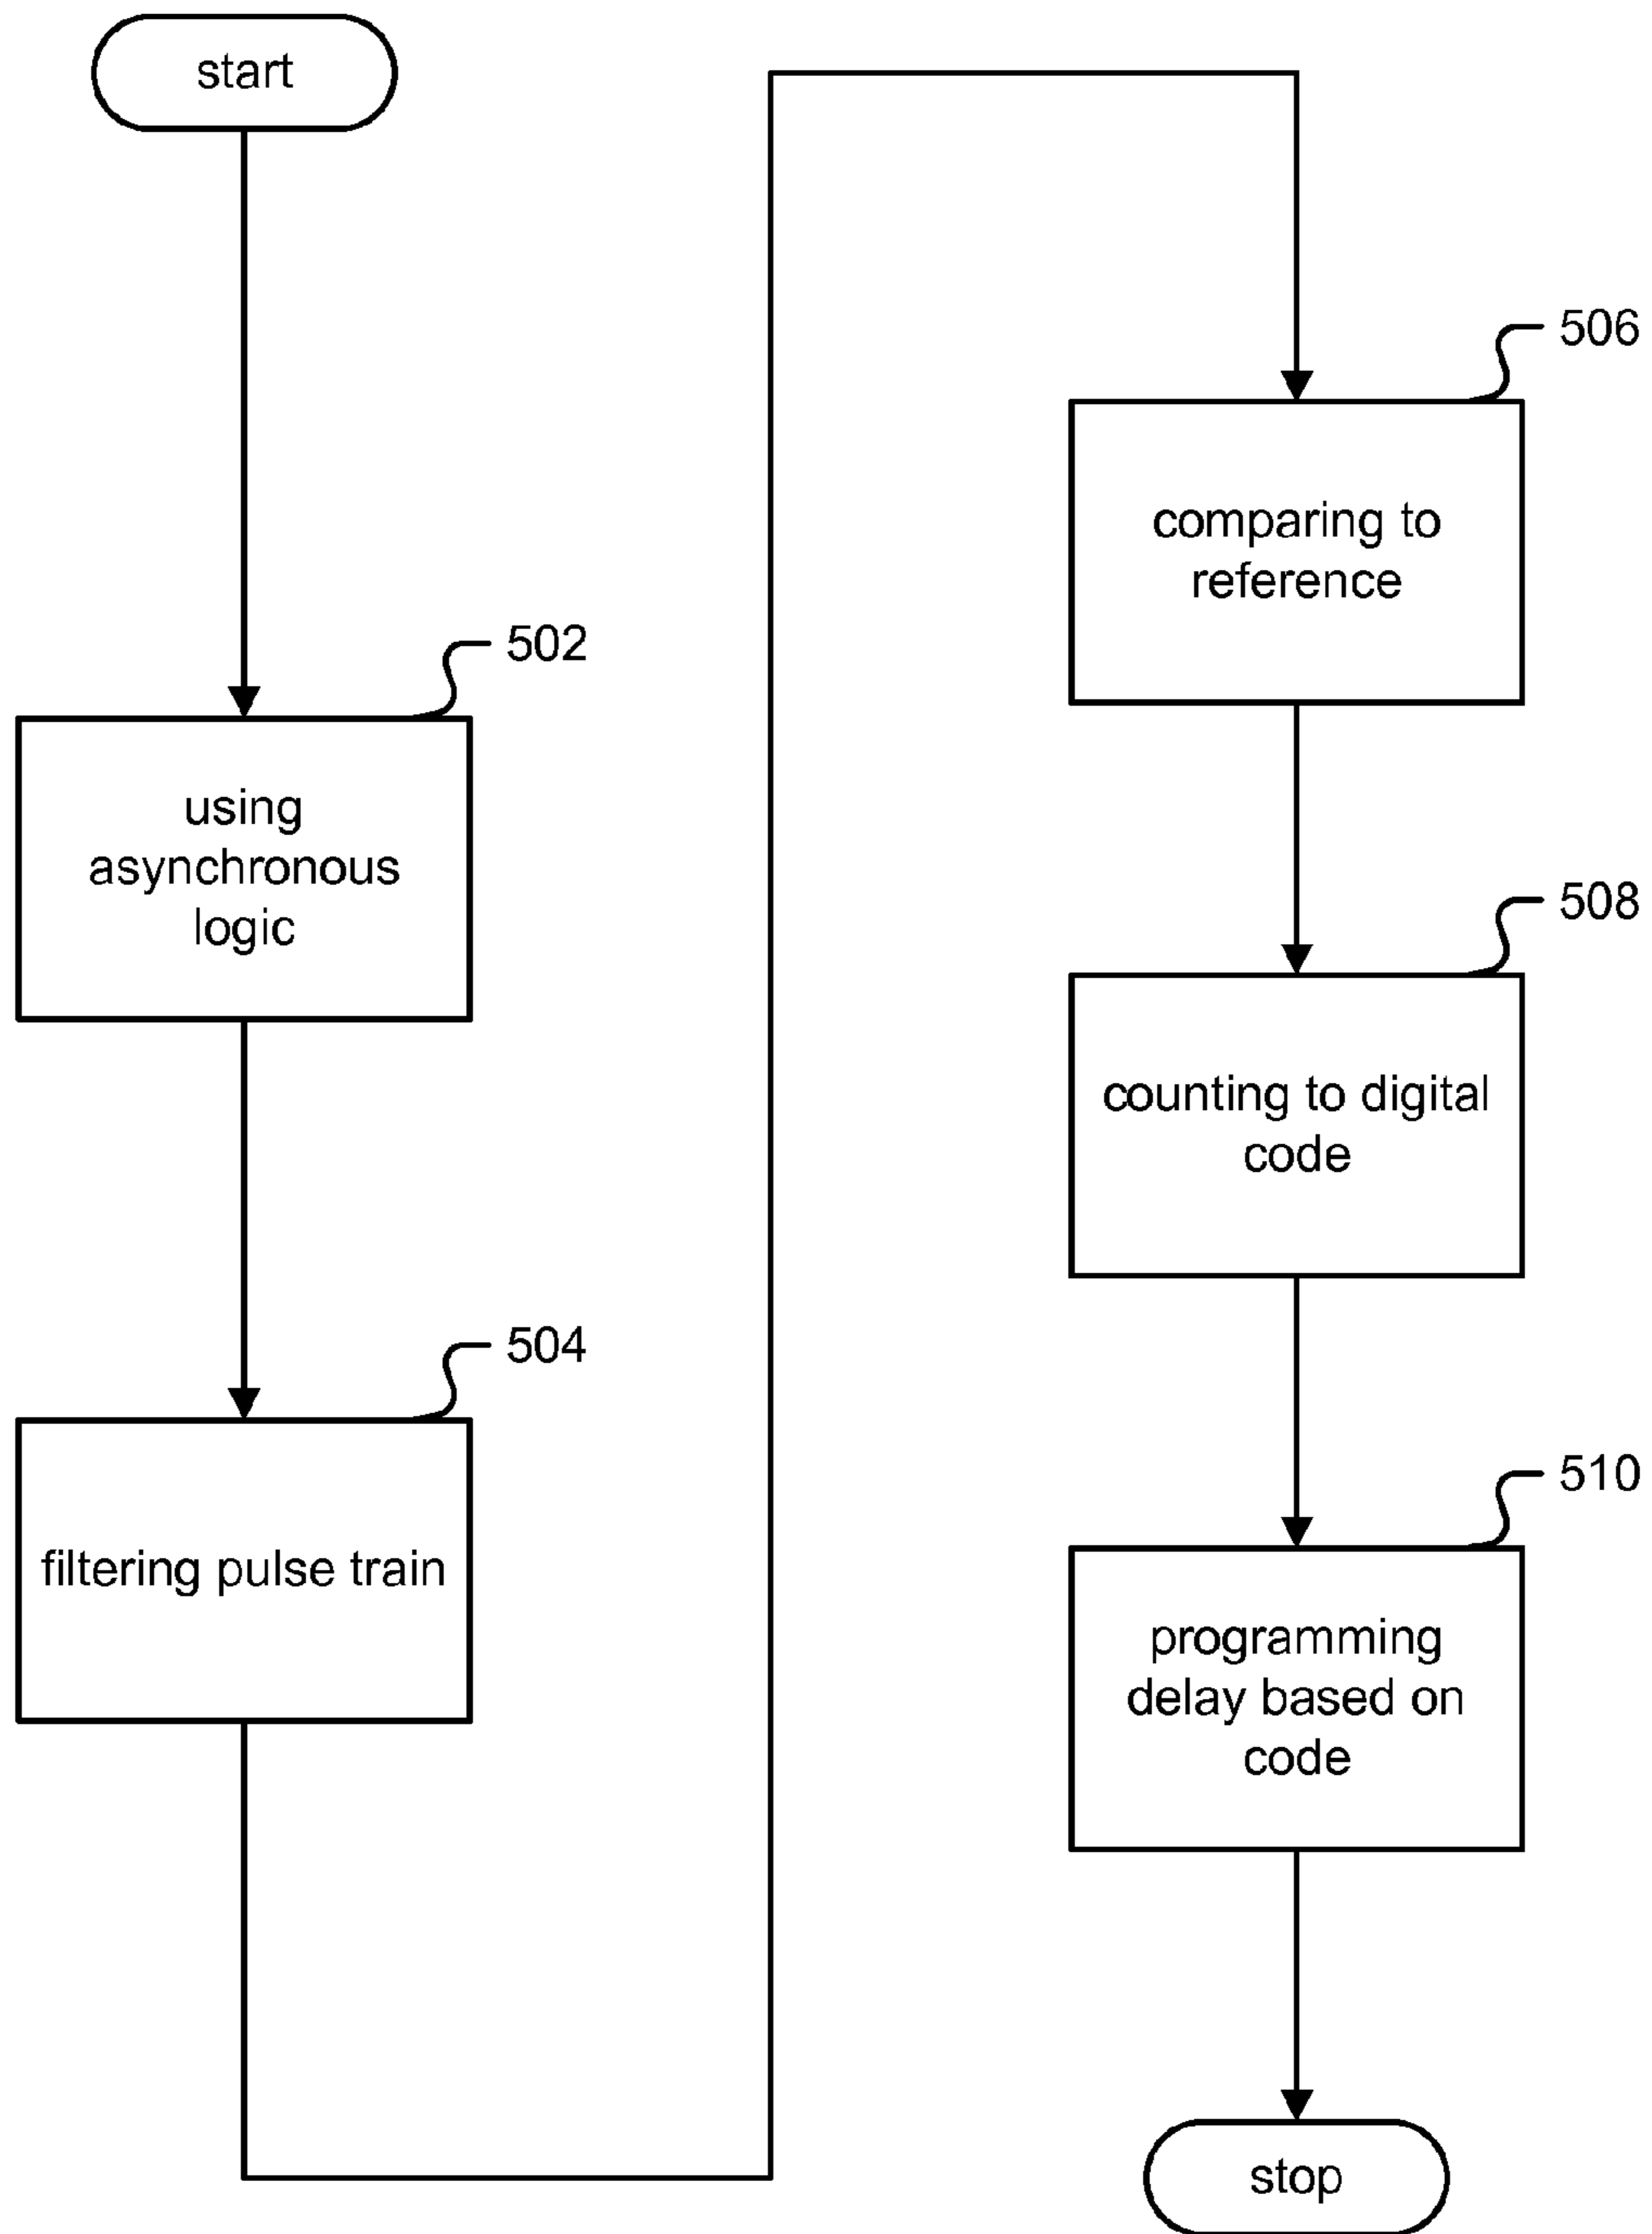 start
502
using
asynchronous
logic
504
filtering pulse train
506
comparing to
reference
508
counting to digital
code
510
programming
delay based on
code
stop